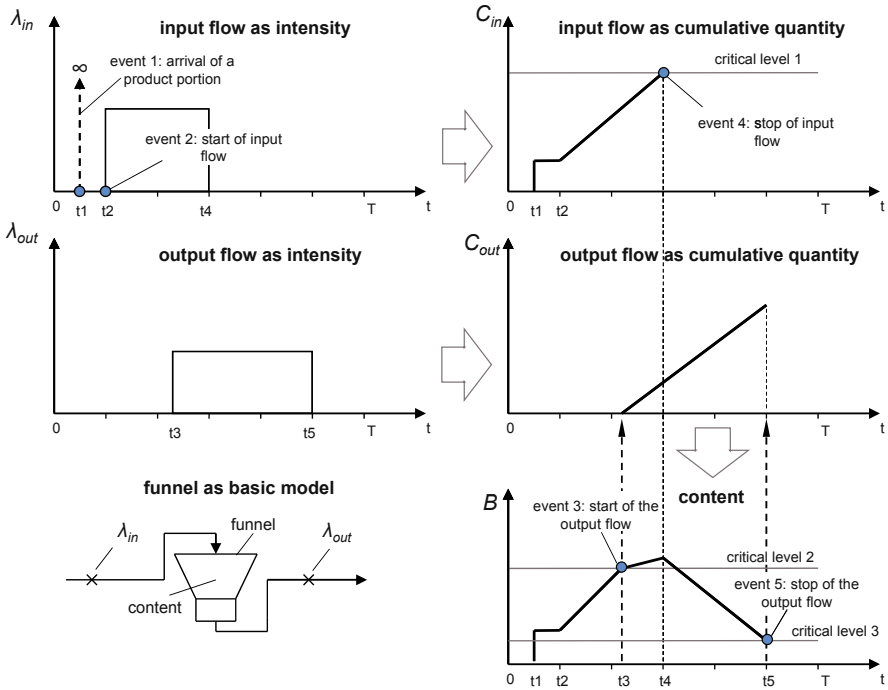 λin
input flow as intensity
∞
event 1: arrival of a
product portion
event 2: start of input
flow
0 t1 t2 t4 T t
Cin
input flow as cumulative quantity
critical level 1
event 4: stop of input
flow
0 t1 t2 T t
λout
output flow as intensity
0 t3 t5 T t
Cout
output flow as cumulative quantity
0 T t
funnel as basic model
λin
funnel
λout
content
content
B
event 3: start of the
output flow
critical level 2
event 5: stop of the
output flow
critical level 3
0 t1 t2 t3 t4 t5 T t